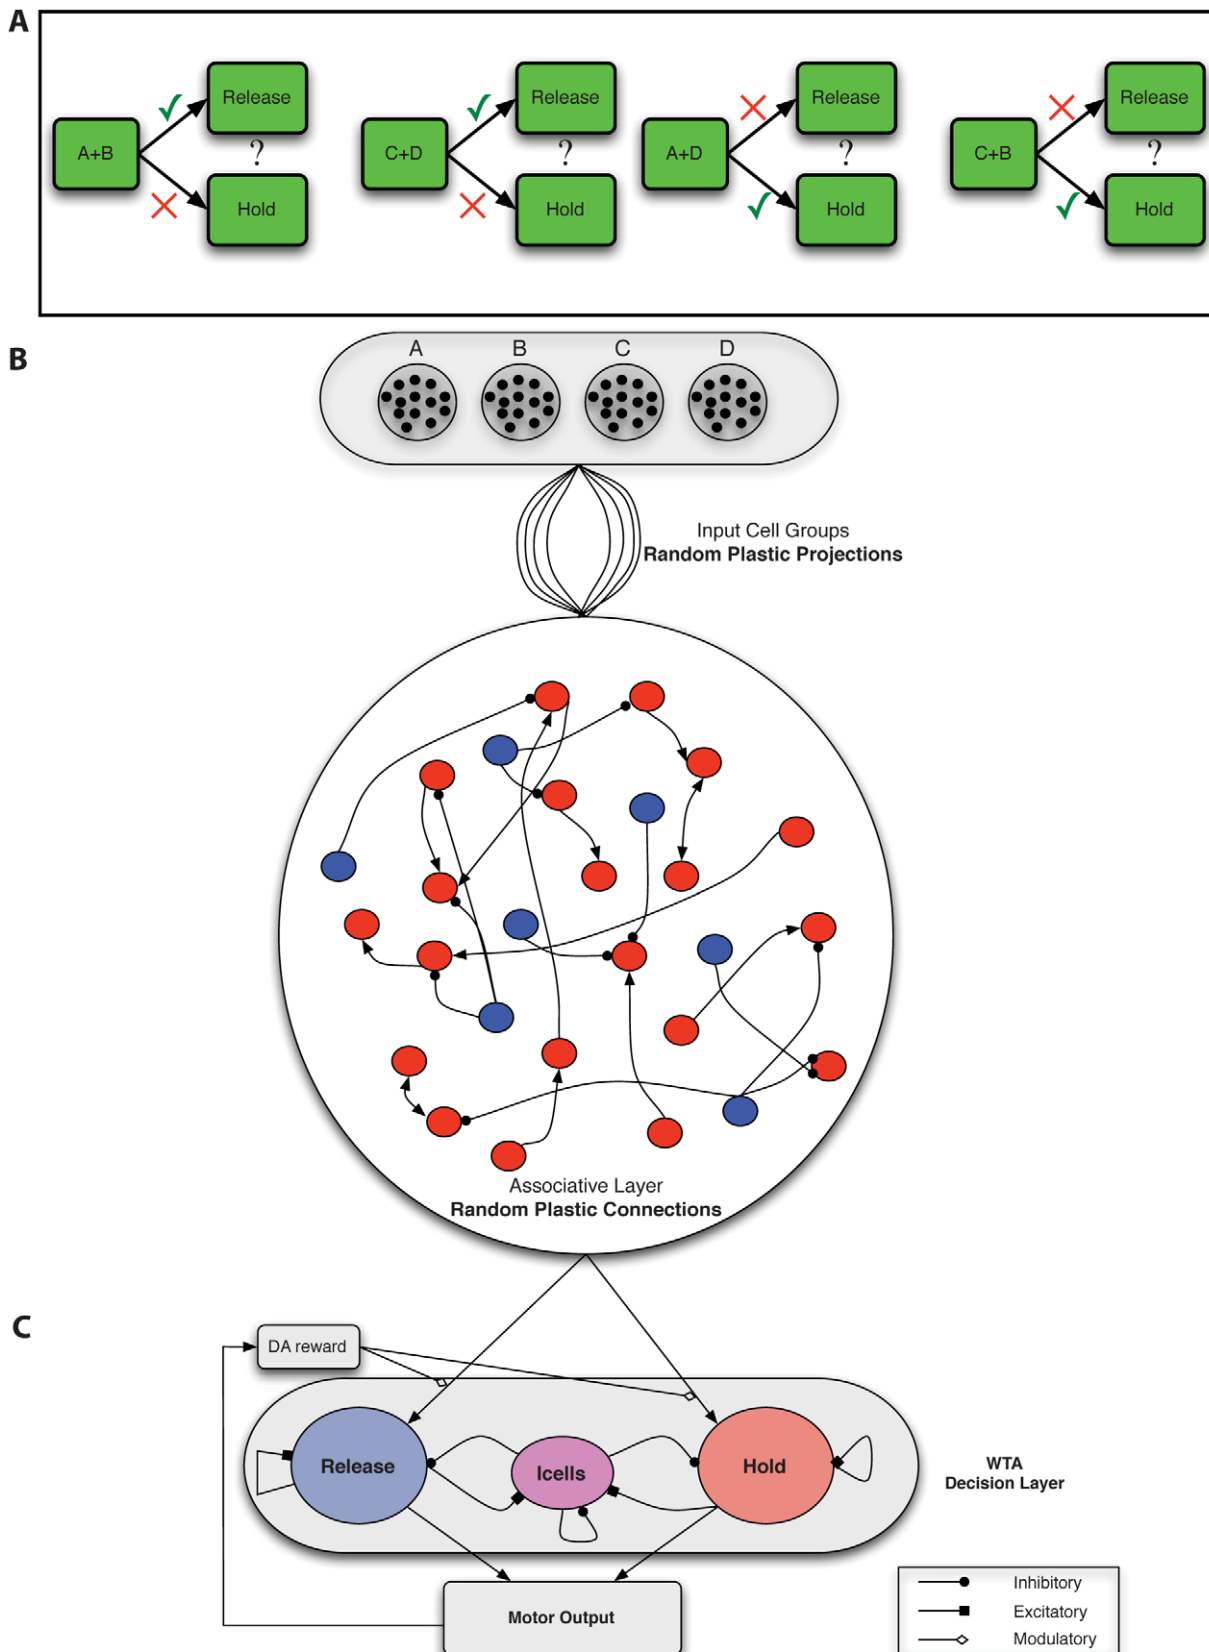 A
Release
Release
Release
Release
A+B
?
C+D
?
A+D
?
C+B
?
Hold
Hold
Hold
Hold
B
A B C D
Input Cell Groups
Random Plastic Projections
Associative Layer
Random Plastic Connections
C
DA reward
Release
Icells
Hold
WTA
Decision Layer
Motor Output
Inhibitory
Excitatory
Modulatory